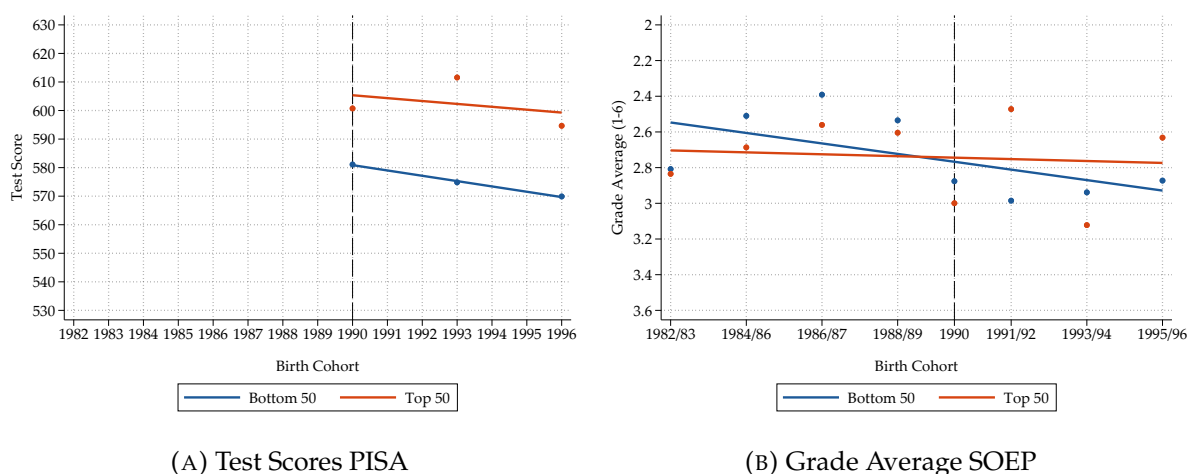 630
620
610
600
590
580
570
560
550
540
530
Test Score
1982 1983 1984 1985 1986 1987 1988 1989 1990 1991 1992 1993 1994 1995 1996
Birth Cohort
Bottom 50 Top 50
(A) Test Scores PISA
2
2.2
2.4
2.6
2.8
3
3.2
3.4
3.6
Grade Average (1-6)
1982/83 1984/86 1986/87 1988/89 1990 1991/92 1993/94 1995/96
Birth Cohort
Bottom 50 Top 50
(B) Grade Average SOEP